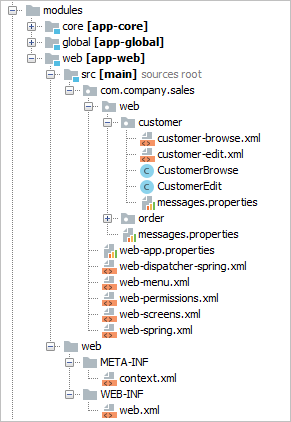 modules
core [app-core]
global [app-global]
web [app-web]
src [main] sources root
com.company.sales
web
customer
customer-browse.xml
customer-edit.xml
CustomerBrowse
CustomerEdit
messages.properties
order
messages.properties
web-app.properties
web-dispatcher-spring.xml
web-menu.xml
web-permissions.xml
web-screens.xml
web-spring.xml
web
META-INF
context.xml
WEB-INF
web.xml